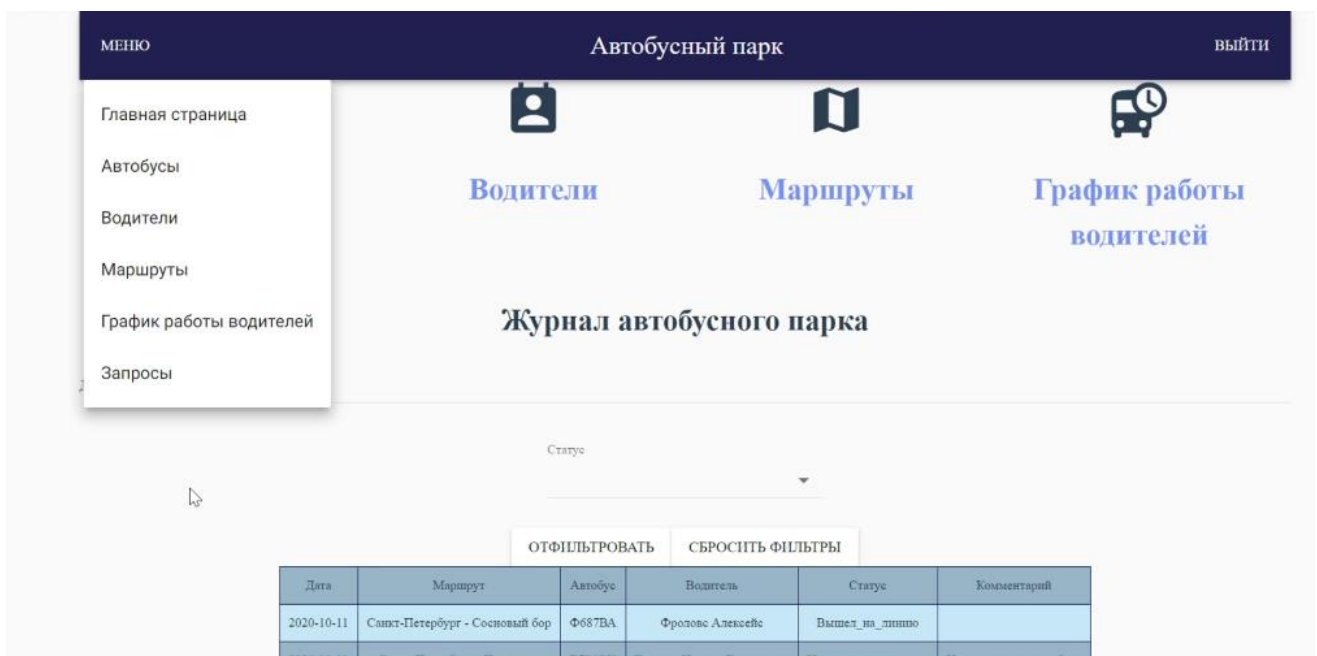 МЕНЮ
Автобусный парк
ВЫЙТИ
Главная страница
Автобусы
Водители
Маршруты
График работы водителей
Запросы
Водители
Маршруты
График работы
водителей
Журнал автобусного парка
Статус
ОТФИЛЬТРОВАТЬ СБРОСИТЬ ФИЛЬТРЫ
Дата Маршрут Автобус Водитель Статус Комментарий
2020-10-11 Санкт-Петербург - Сосновый бор Ф687ВА Фроловс Алексейс Вышел_на_линию